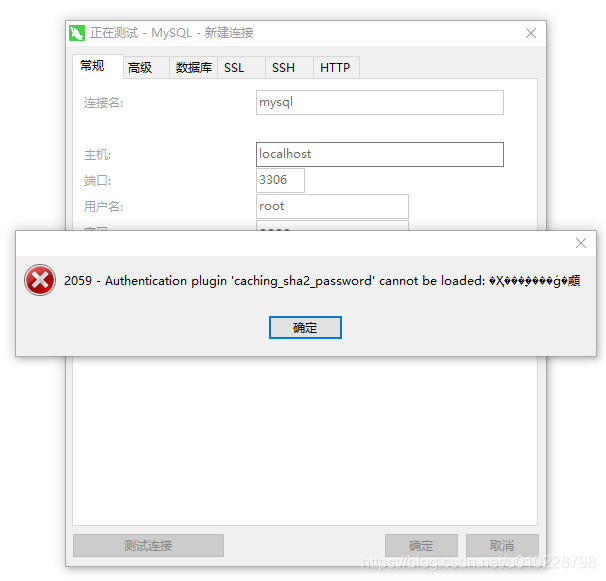 正在测试 - MySQL - 新建连接
常规 高级 数据库 SSL SSH HTTP
连接名: mysql
主机: localhost
端口: 3306
用户名: root
2059 - Authentication plugin 'caching_sha2_password' cannot be loaded:
确定
测试连接 确定 取消
https://blog.csdn.net/u010228798